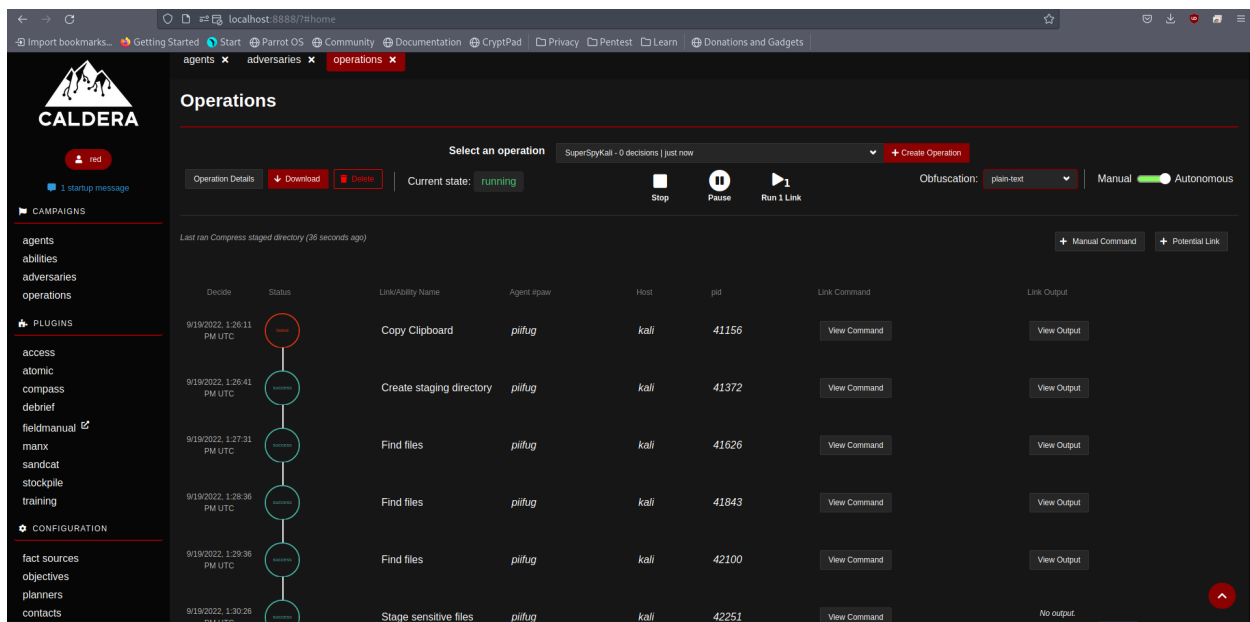 localhost:8888/?#home
Import bookmarks... Getting Started Start Parrot OS Community Documentation CryptPad Privacy Pentest Learn Donations and Gadgets
agents × adversaries × operations ×
CALDERA
red
1 startup message
CAMPAIGNS
agents
abilities
adversaries
operations
PLUGINS
access
atomic
compass
debrief
fieldmanual
manx
sandcat
stockpile
training
CONFIGURATION
fact sources
objectives
planners
contacts
Operations
Select an operation SuperSpyKali - 0 decisions | just now + Create Operation
Operation Details Download Delete Current state: running Stop Pause 1 Run 1 Link Obfuscation: plain-text Manual Autonomous
Last ran Compress staged directory (36 seconds ago) + Manual Command + Potential Link
Decide Status Link/Ability Name Agent #paw Host pid Link Command Link Output
9/19/2022, 1:26:11 PM UTC failed Copy Clipboard piifug kali 41156 View Command View Output
9/19/2022, 1:26:41 PM UTC success Create staging directory piifug kali 41372 View Command View Output
9/19/2022, 1:27:31 PM UTC success Find files piifug kali 41626 View Command View Output
9/19/2022, 1:28:36 PM UTC success Find files piifug kali 41843 View Command View Output
9/19/2022, 1:29:36 PM UTC success Find files piifug kali 42100 View Command View Output
9/19/2022, 1:30:26 PM UTC success Stage sensitive files piifug kali 42251 View Command No output.